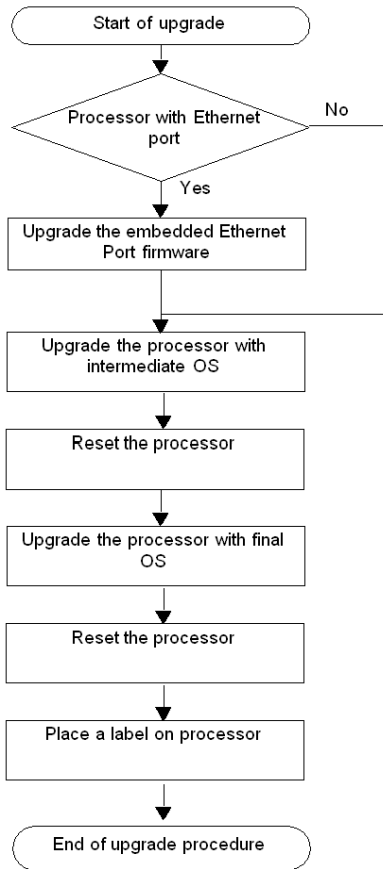 Start of upgrade
Processor with Ethernet
port
No
Yes
Upgrade the embedded Ethernet
Port firmware
Upgrade the processor with
intermediate OS
Reset the processor
Upgrade the processor with final
OS
Reset the processor
Place a label on processor
End of upgrade procedure